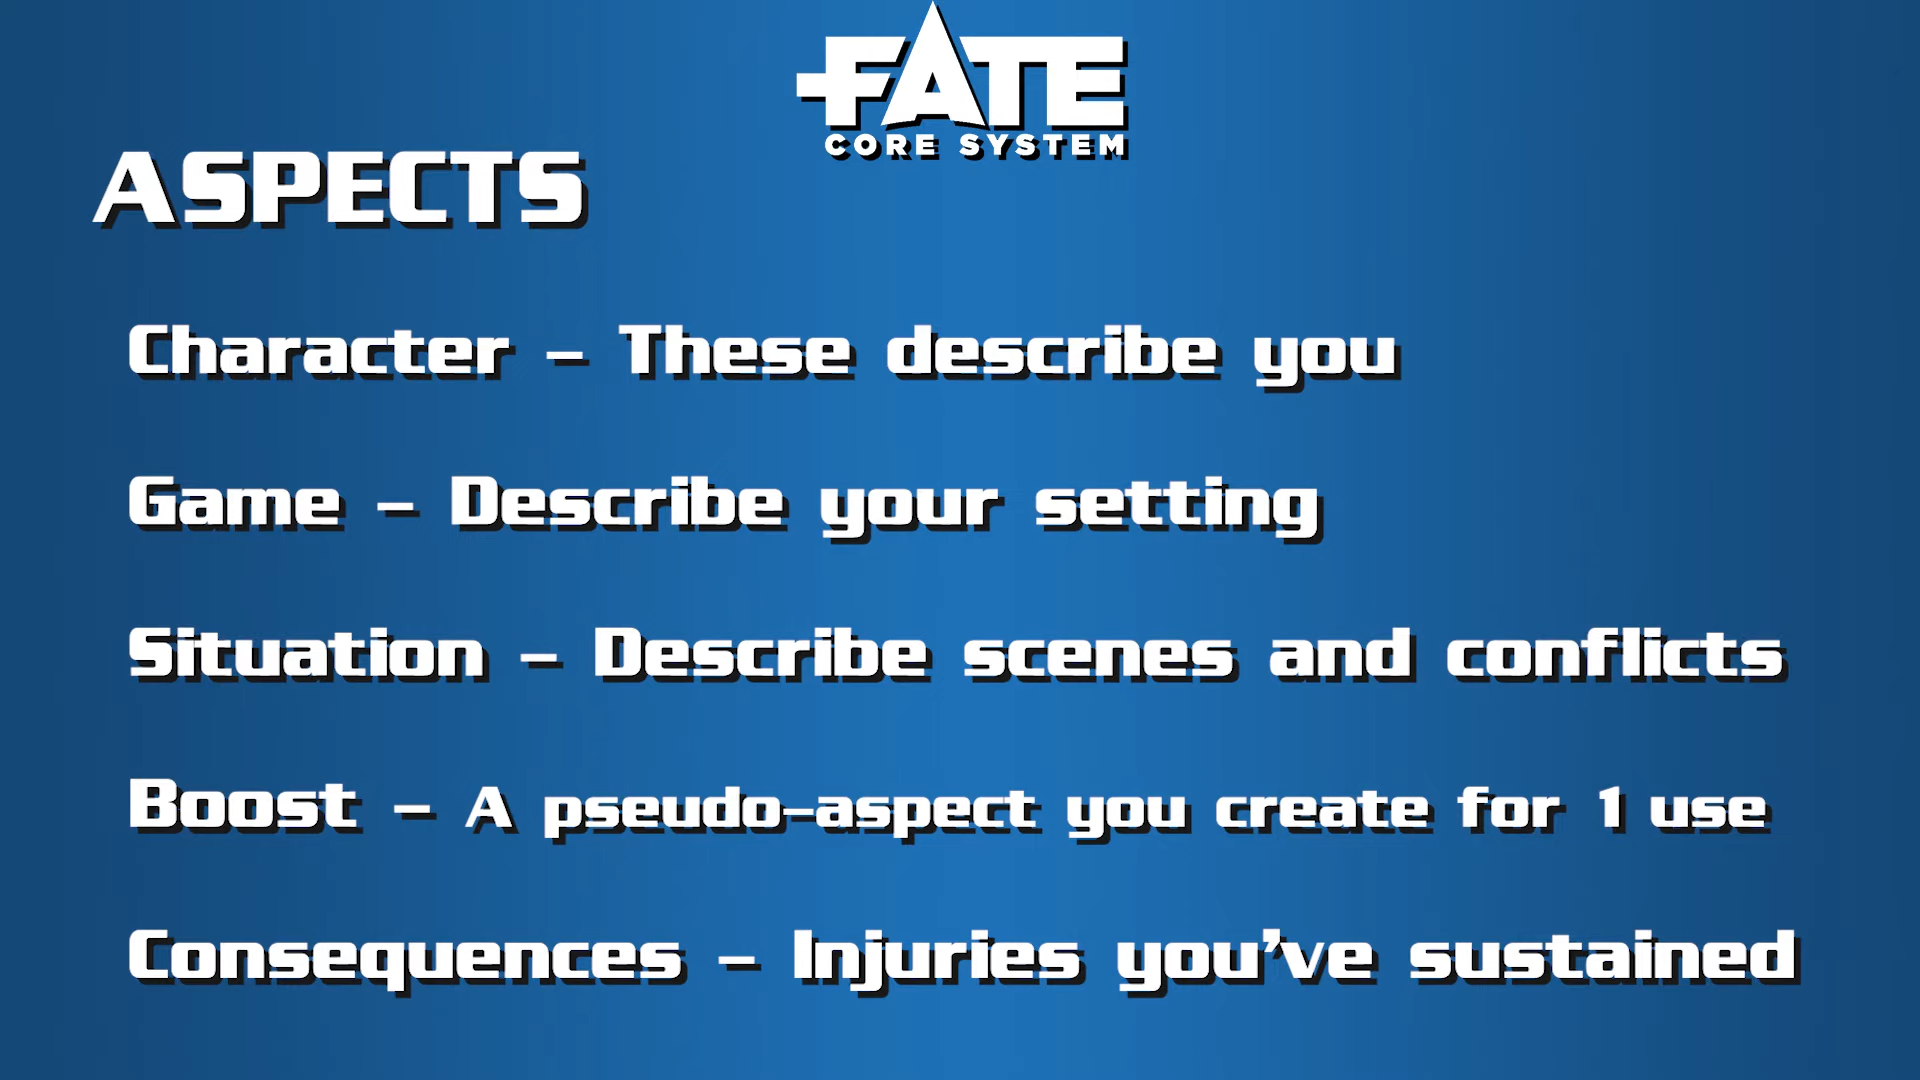 FATE
CORE SYSTEM
ASPECTS
Character – These describe you
Game – Describe your setting
Situation – Describe scenes and conflicts
Boost – A pseudo-aspect you create for 1 use
Consequences – Injuries you’ve sustained